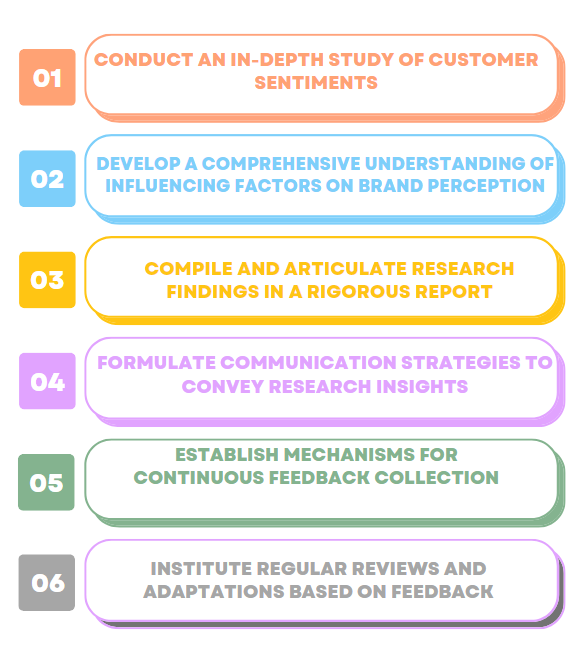 01
CONDUCT AN IN-DEPTH STUDY OF CUSTOMER
SENTIMENTS
02
DEVELOP A COMPREHENSIVE UNDERSTANDING OF
INFLUENCING FACTORS ON BRAND PERCEPTION
03
COMPILE AND ARTICULATE RESEARCH
FINDINGS IN A RIGOROUS REPORT
04
FORMULATE COMMUNICATION STRATEGIES TO
CONVEY RESEARCH INSIGHTS
05
ESTABLISH MECHANISMS FOR
CONTINUOUS FEEDBACK COLLECTION
06
INSTITUTE REGULAR REVIEWS AND
ADAPTATIONS BASED ON FEEDBACK